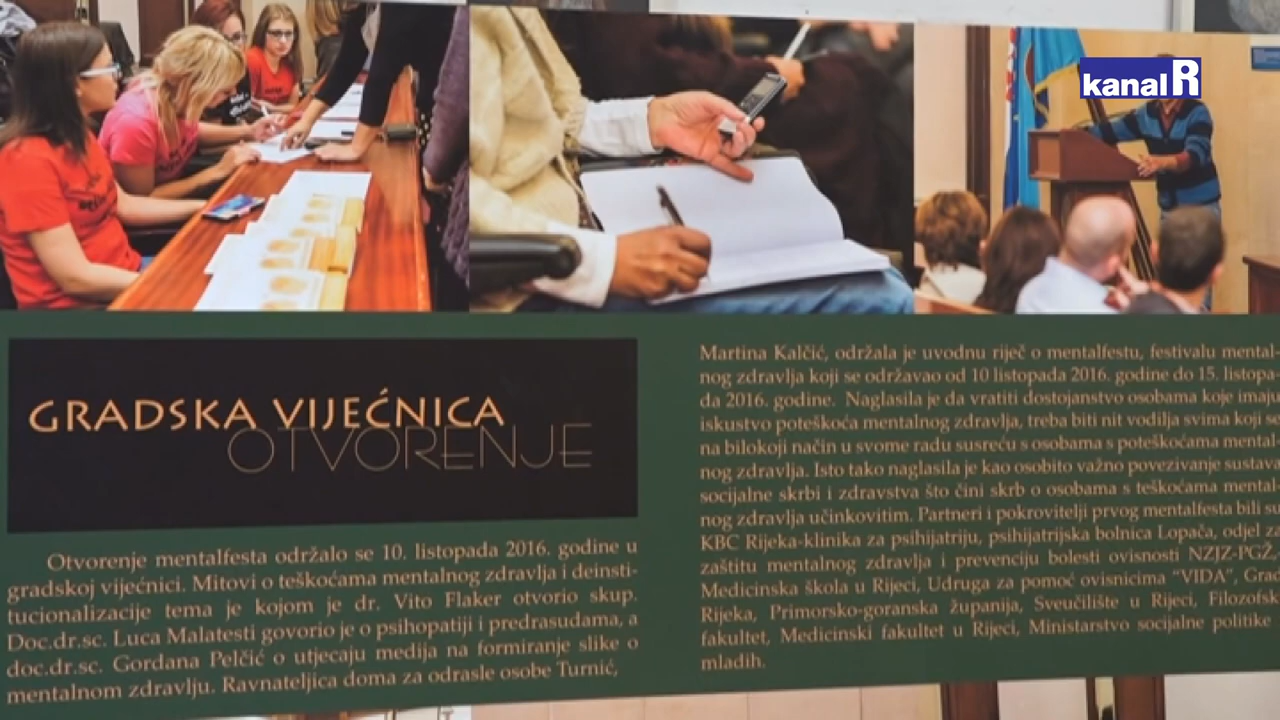 kanal R
GRADSKA VIJEĆNICA
OTVORENJE
Otvorenje mentalfesta održalo se 10. listopada 2016. godine u
gradskoj vijećnici. Mitovi o teškoćama mentalnog zdravlja i deinsti-
tucionalizacije tema je kojom je dr. Vito Flaker otvorio skup.
Doc.dr.sc. Luca Malatesti govorio je o psihopatiji i predrasudama, a
doc.dr.sc. Gordana Pelčić o utjecaju medija na formiranje slike o
mentalnom zdravlju. Ravnateljica doma za odrasle osobe Turnić,
Martina Kalčić, održala je uvodnu riječ o mentalfestu, festivalu mental-
nog zdravlja koji se održavao od 10 listopada 2016. godine do 15. listopa-
da 2016. godine. Naglasila je da vratiti dostojanstvo osobama koje imaju
iskustvo poteškoća mentalnog zdravlja, treba biti nit vodilja svima koji se
na bilokoji način u svome radu susreću s osobama s poteškoćama mental-
nog zdravlja. Isto tako naglasila je kao osobito važno povezivanje sustava
socijalne skrbi i zdravstva što čini skrb o osobama s teškoćama mental-
nog zdravlja učinkovitim. Partneri i pokrovitelji prvog mentalfesta bili su
KBC Rijeka-klinika za psihijatriju, psihijatrijska bolnica Lopača, odjel za
zaštitu mentalnog zdravlja i prevenciju bolesti ovisnosti NZJZ-PGŽ,
Medicinska škola u Rijeci, Udruga za pomoć ovisnicima "VIDA", Grad
Rijeka, Primorsko-goranska županija, Sveučilište u Rijeci, Filozofsk
fakultet, Medicinski fakultet u Rijeci, Ministarstvo socijalne politike
mladih.